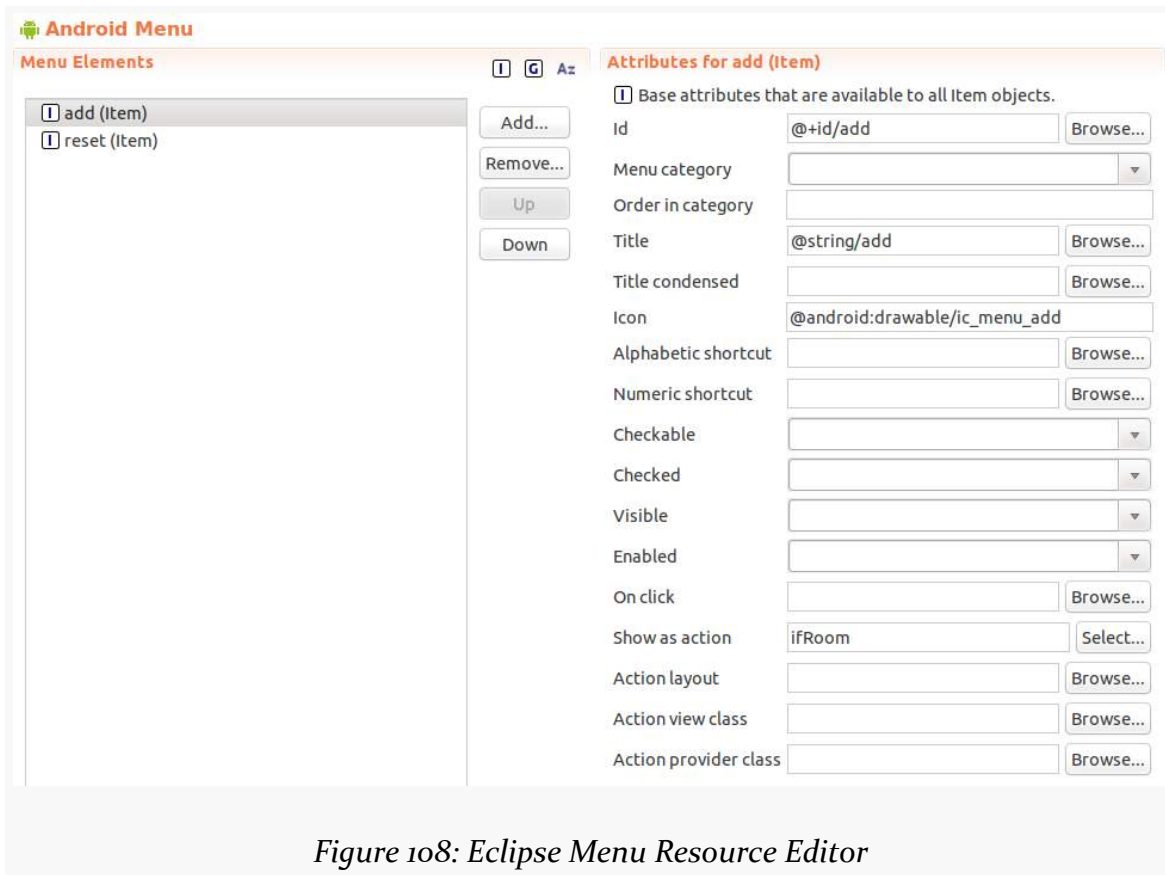 Android Menu
Menu Elements
I G Az
I add (Item)
I reset (Item)
Add...
Remove...
Up
Down
Attributes for add (Item)
I Base attributes that are available to all Item objects.
Id @+id/add Browse...
Menu category
Order in category
Title @string/add Browse...
Title condensed Browse...
Icon @android:drawable/ic_menu_add
Alphabetic shortcut Browse...
Numeric shortcut Browse...
Checkable
Checked
Visible
Enabled
On click Browse...
Show as action ifRoom Select...
Action layout Browse...
Action view class Browse...
Action provider class Browse...
Figure 108: Eclipse Menu Resource Editor